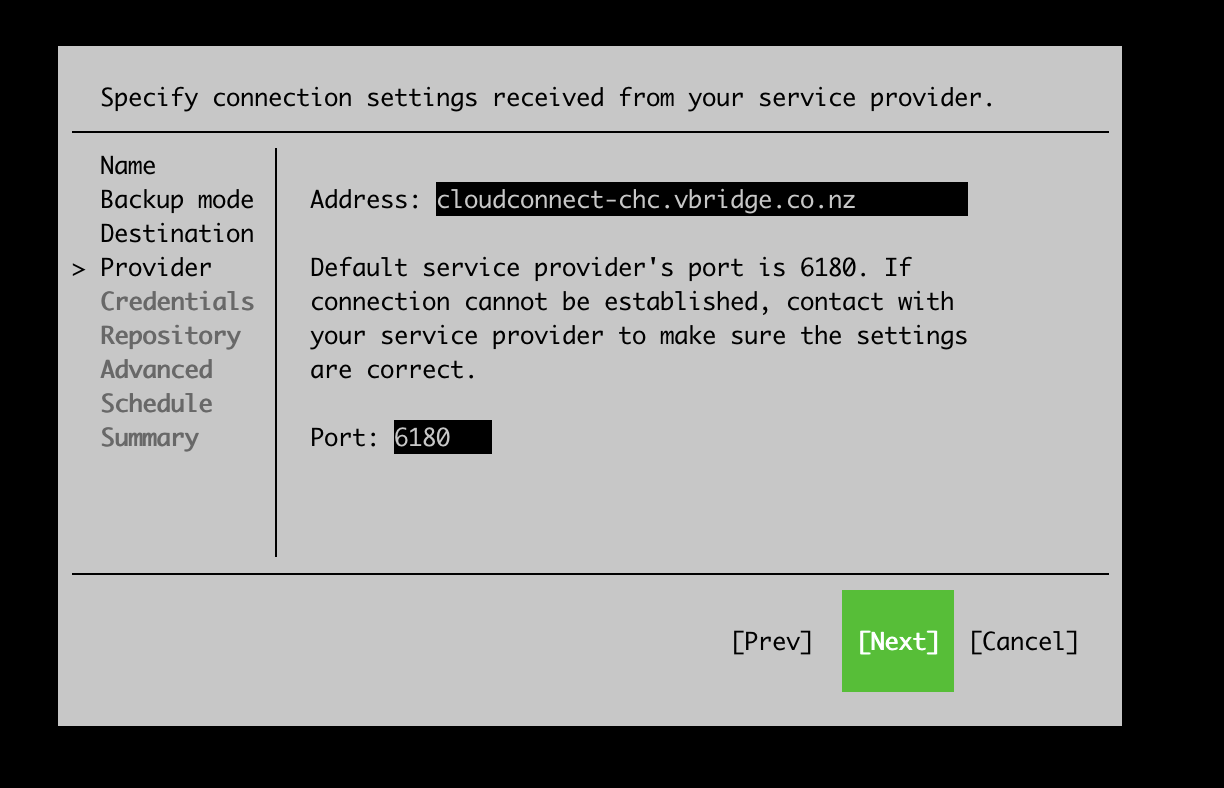 Specify connection settings received from your service provider.
Name
Backup mode
Destination
> Provider
Credentials
Repository
Advanced
Schedule
Summary
Address: cloudconnect-chc.vbridge.co.nz
Default service provider's port is 6180. If
connection cannot be established, contact with
your service provider to make sure the settings
are correct.
Port: 6180
[Prev] [Next] [Cancel]